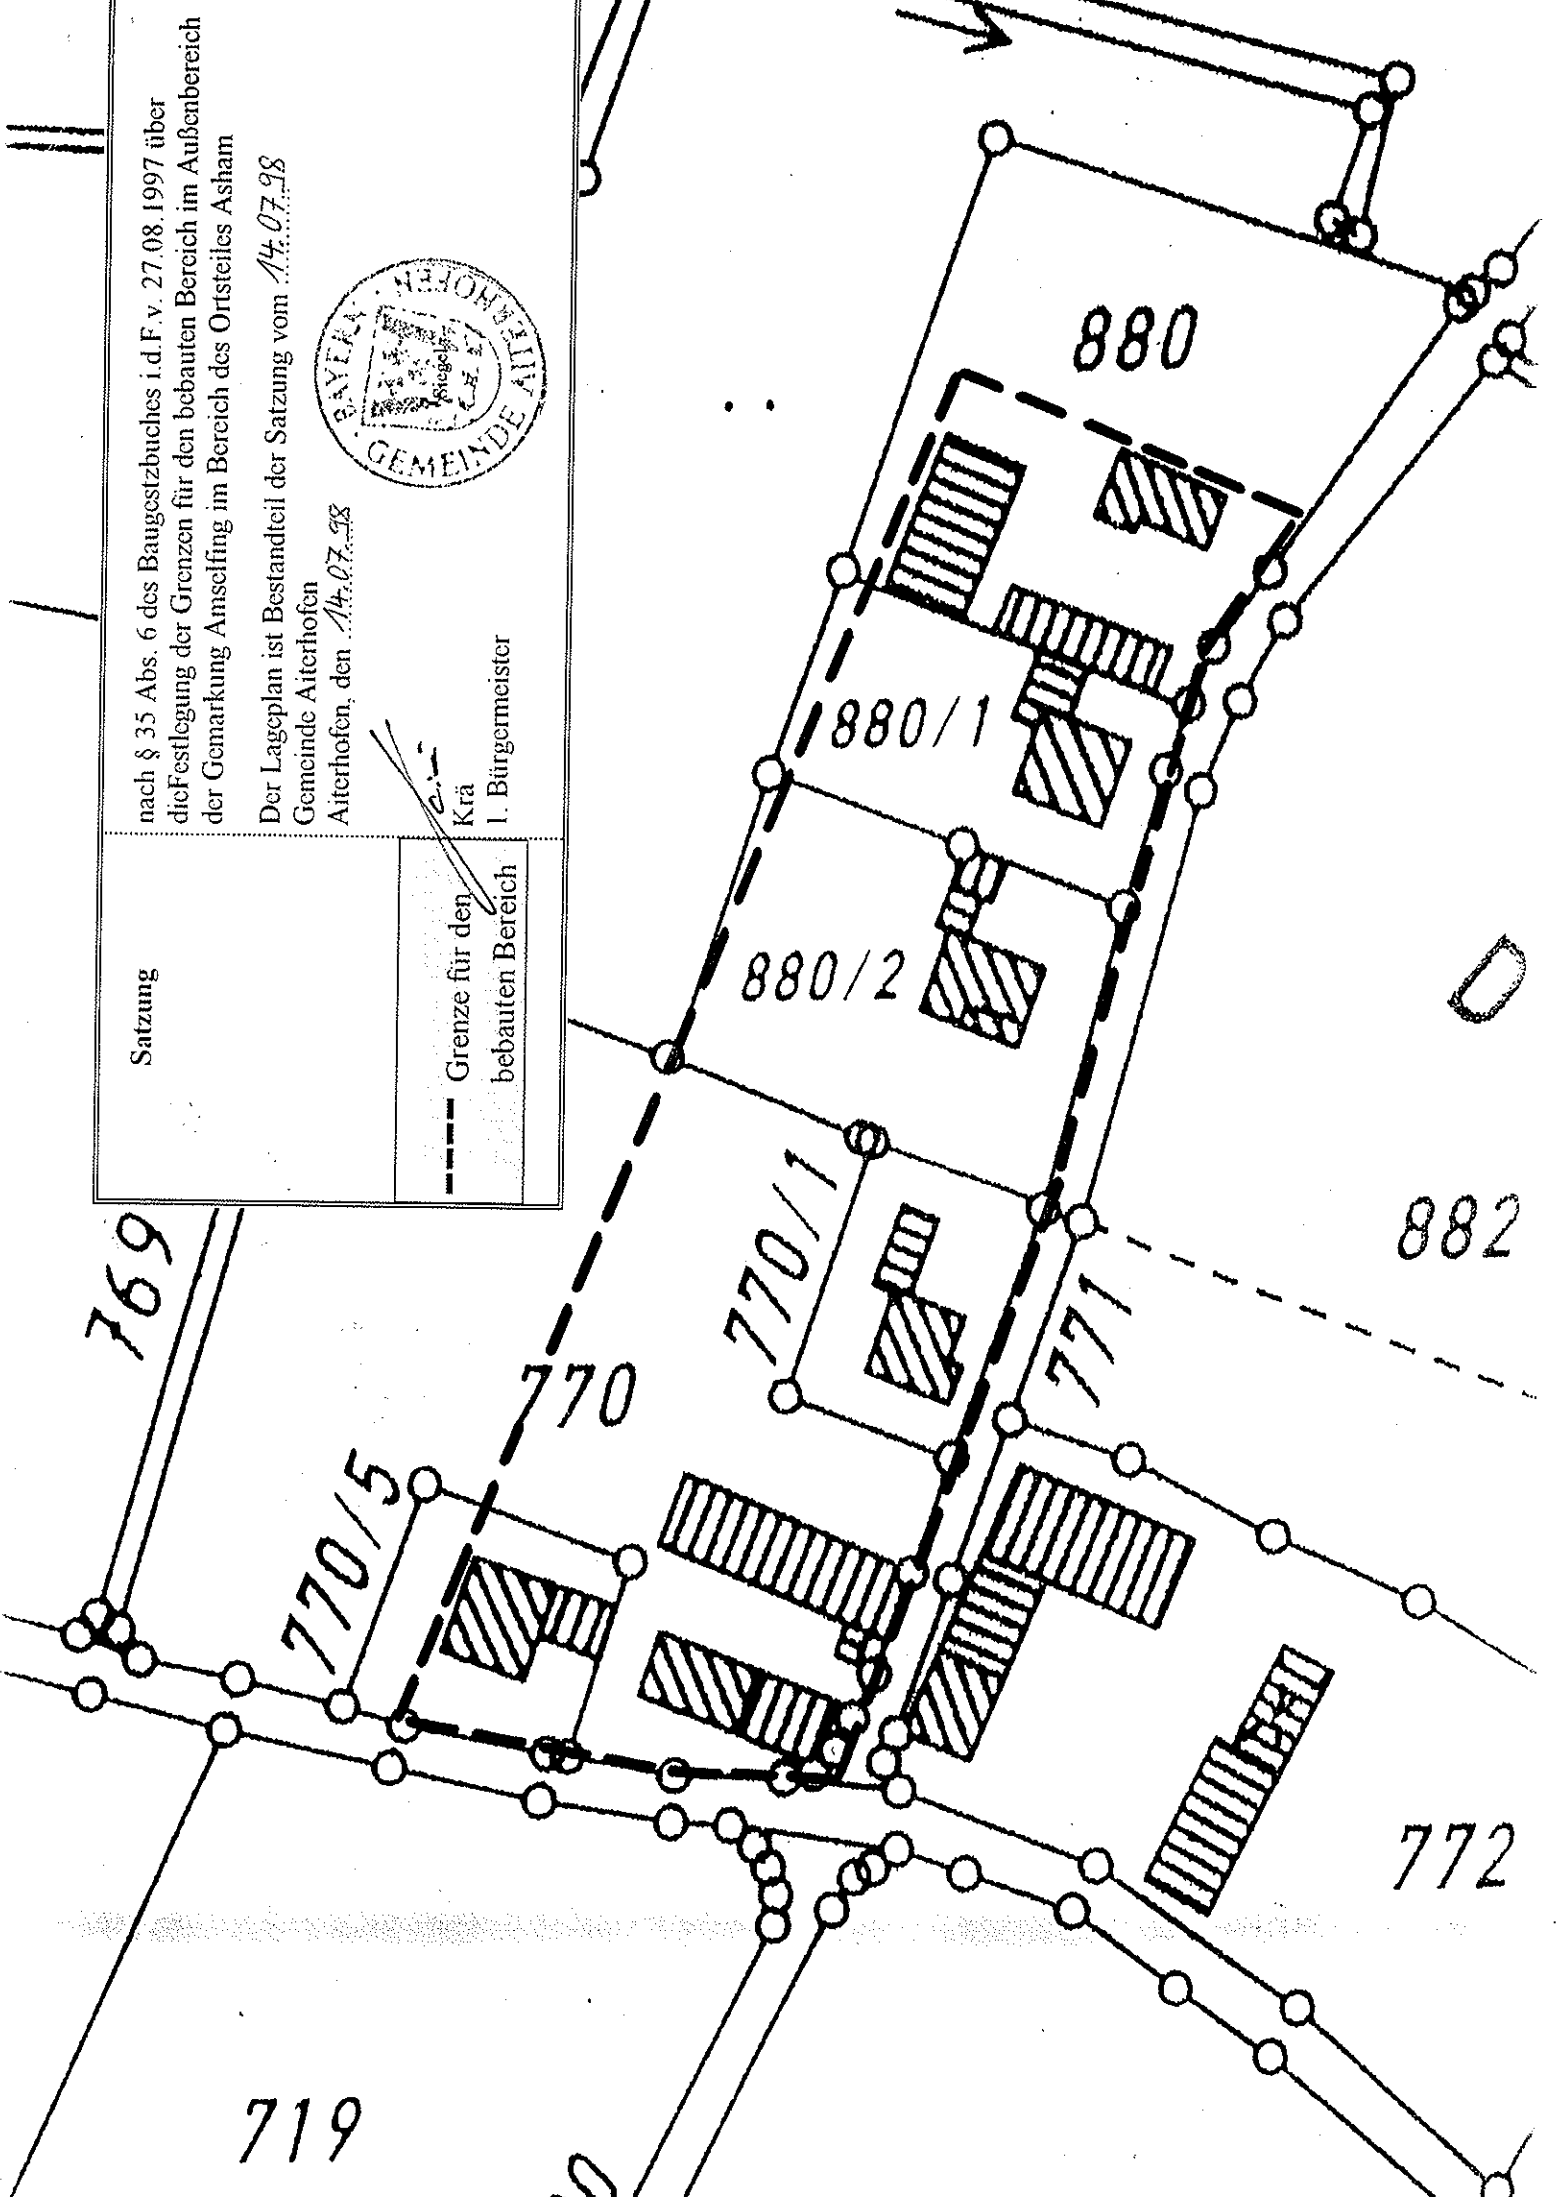 Satzung
nach § 35 Abs. 6 des Baugestzbuches i.d.F. v. 27.08.1997 über
dieFestlegung der Grenzen für den bebauten Bereich im Außenbereich
der Gemarkung Amselfing im Bereich des Ortsteiles Asham
Der Lageplan ist Bestandteil der Satzung vom 14.07.98
Gemeinde Aiterhofen
Aiterhofen, den 14.07.98
Krä
1. Bürgermeister
Grenze für den
bebauten Bereich
BAYERN · GEMEINDE AITERHOFEN ·
Siegel
880
880/1
880/2
770/1
771
882
769
770
770/5
772
719